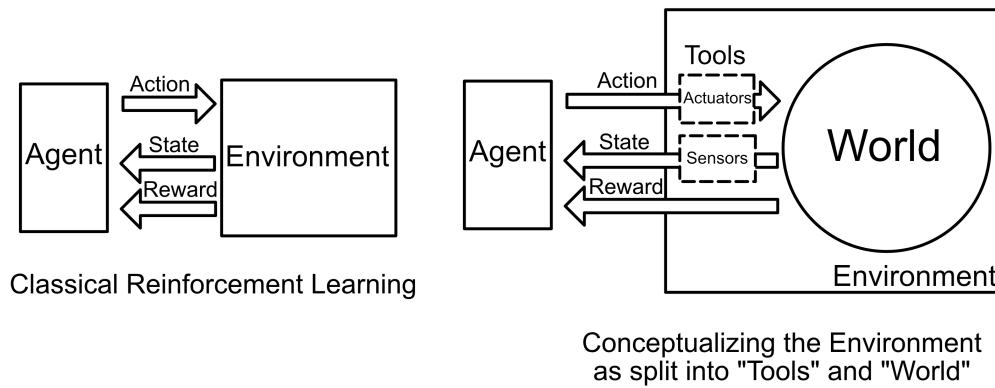 Agent
Action
State
Reward
Environment
Classical Reinforcement Learning
Agent
Action
State
Reward
Tools
Actuators
Sensors
World
Environment
Conceptualizing the Environment
as split into "Tools" and "World"